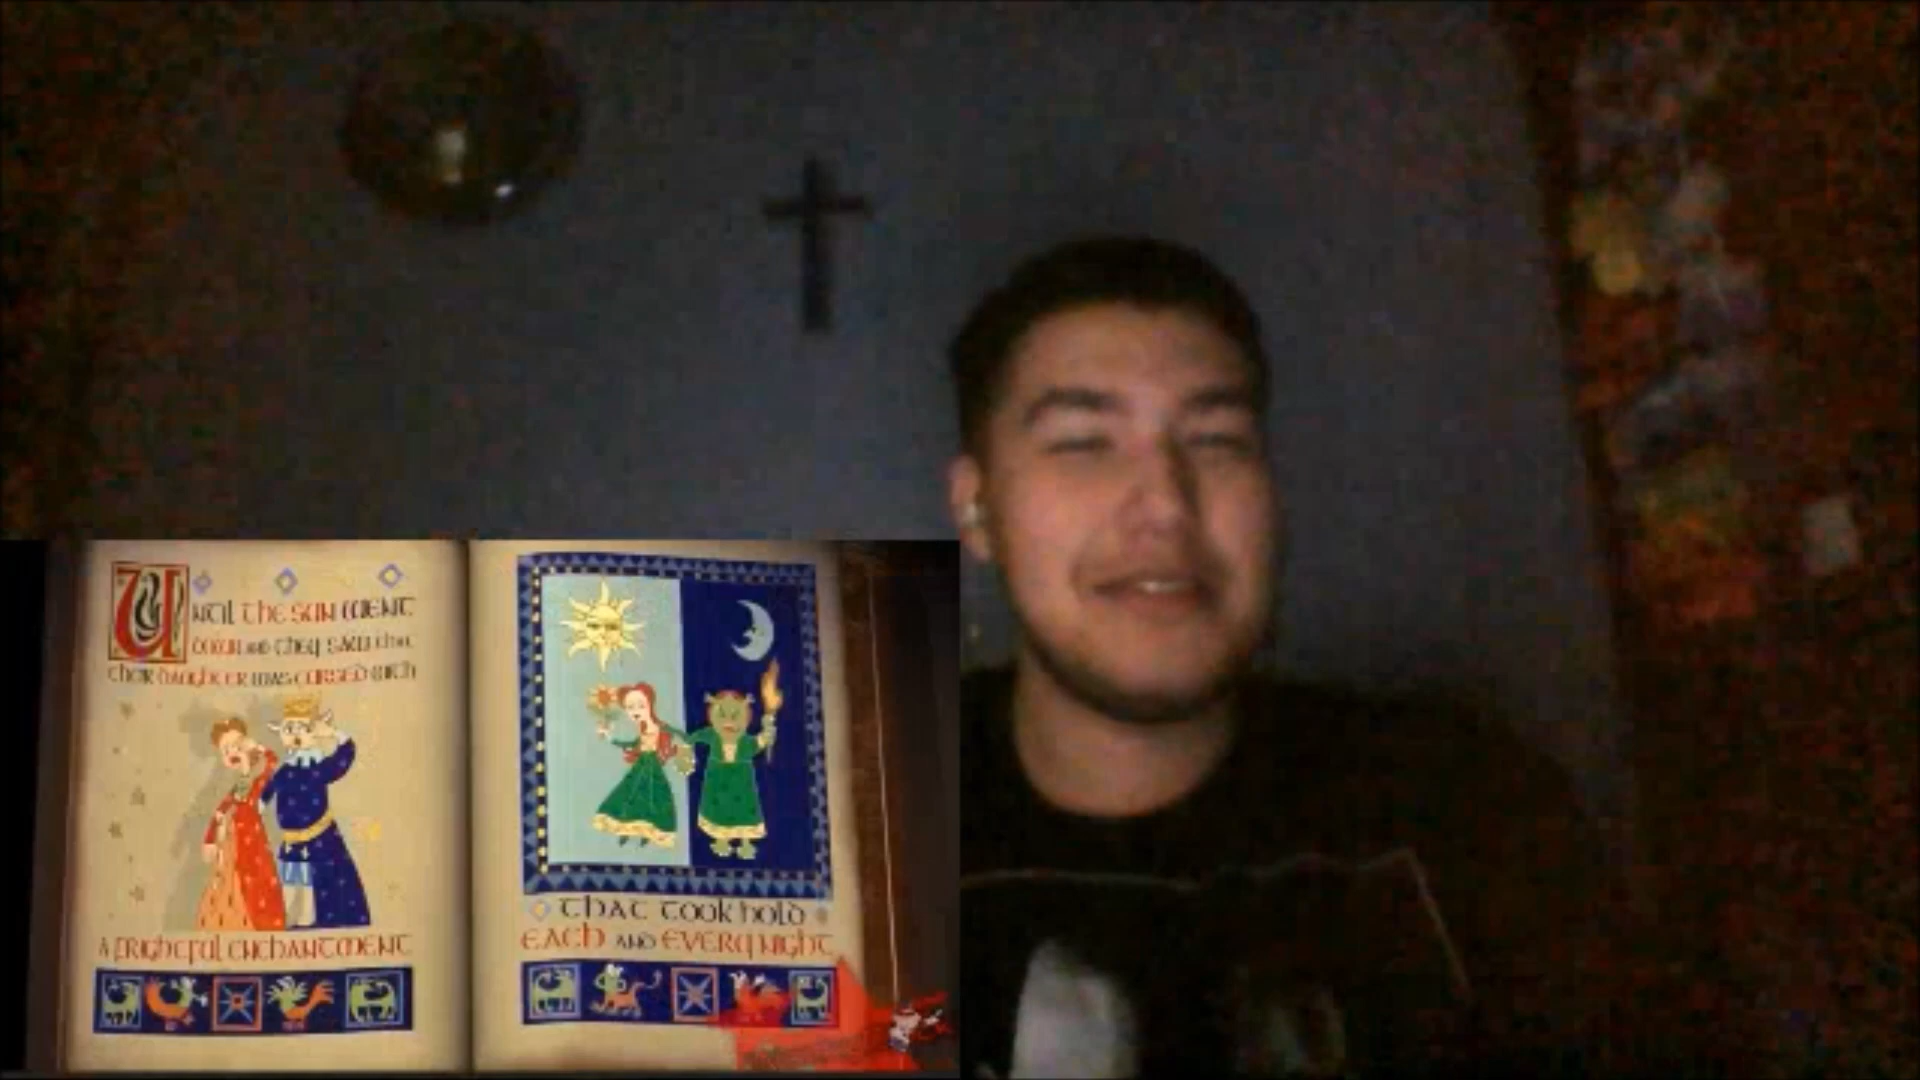 UNTIL THE SUN WENT
DOWN AND THEY SAW THAT
THEIR DAUGHTER WAS CURSED WITH
A FRIGHTFUL ENCHANTMENT
THAT TOOK HOLD
EACH AND EVERY NIGHT